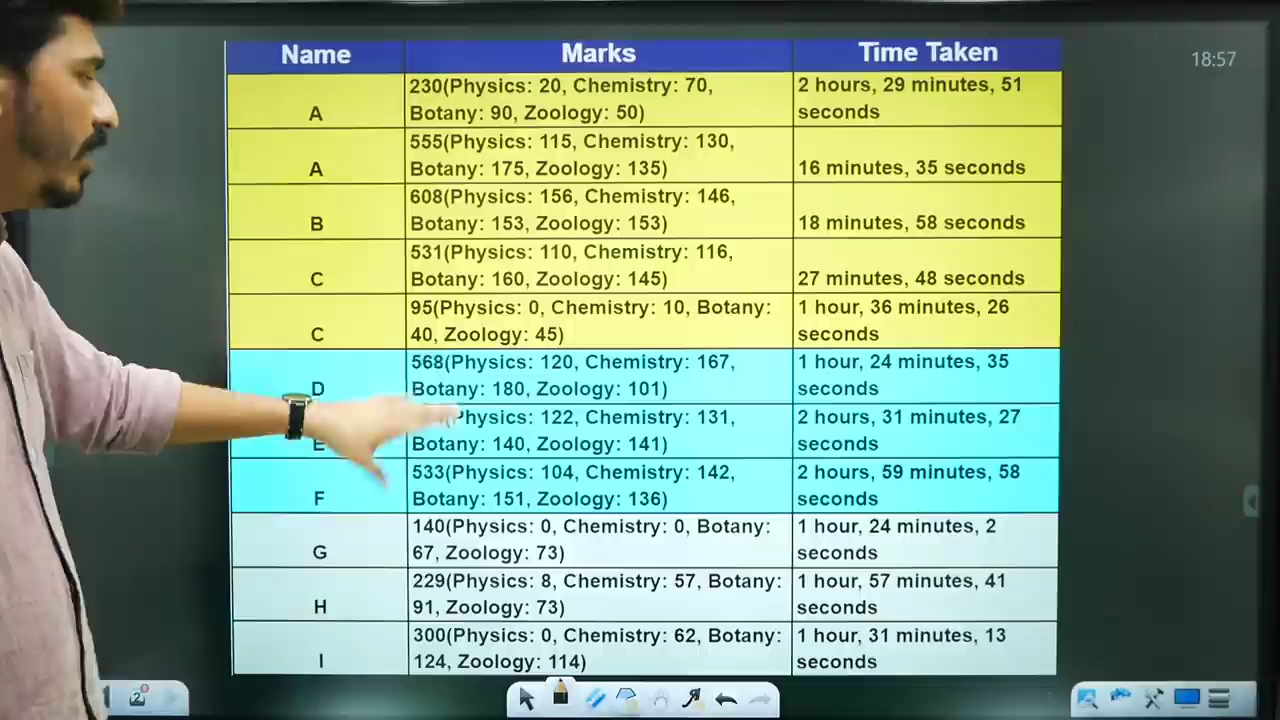 Name Marks Time Taken
18:57
230(Physics: 20, Chemistry: 70,
Botany: 90, Zoology: 50)
A
2 hours, 29 minutes, 51
seconds
555(Physics: 115, Chemistry: 130,
Botany: 175, Zoology: 135)
A
16 minutes, 35 seconds
608(Physics: 156, Chemistry: 146,
Botany: 153, Zoology: 153)
B
18 minutes, 58 seconds
531(Physics: 110, Chemistry: 116,
Botany: 160, Zoology: 145)
C
27 minutes, 48 seconds
95(Physics: 0, Chemistry: 10, Botany:
40, Zoology: 45)
C
1 hour, 36 minutes, 26
seconds
568(Physics: 120, Chemistry: 167,
Botany: 180, Zoology: 101)
D
1 hour, 24 minutes, 35
seconds
Physics: 122, Chemistry: 131,
Botany: 140, Zoology: 141)
E
2 hours, 31 minutes, 27
seconds
533(Physics: 104, Chemistry: 142,
Botany: 151, Zoology: 136)
F
2 hours, 59 minutes, 58
seconds
140(Physics: 0, Chemistry: 0, Botany:
67, Zoology: 73)
G
1 hour, 24 minutes, 2
seconds
229(Physics: 8, Chemistry: 57, Botany:
91, Zoology: 73)
H
1 hour, 57 minutes, 41
seconds
300(Physics: 0, Chemistry: 62, Botany:
124, Zoology: 114)
I
1 hour, 31 minutes, 13
seconds
2